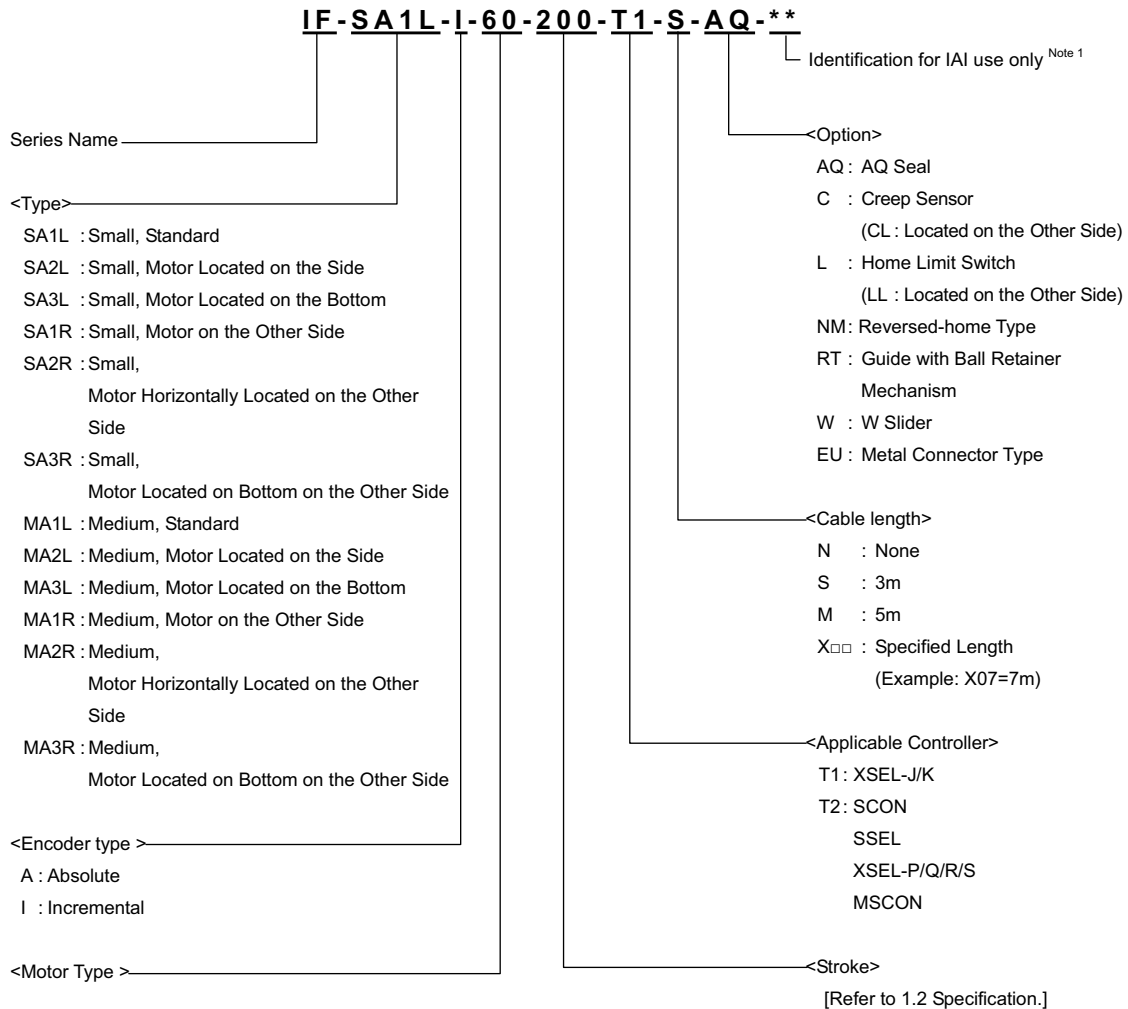 IF-SA1L-I-60-200-T1-S-AQ-**
Identification for IAI use only Note 1
Series Name
<Type>
SA1L : Small, Standard
SA2L : Small, Motor Located on the Side
SA3L : Small, Motor Located on the Bottom
SA1R : Small, Motor on the Other Side
SA2R : Small,
Motor Horizontally Located on the Other
Side
SA3R : Small,
Motor Located on Bottom on the Other Side
MA1L : Medium, Standard
MA2L : Medium, Motor Located on the Side
MA3L : Medium, Motor Located on the Bottom
MA1R : Medium, Motor on the Other Side
MA2R : Medium,
Motor Horizontally Located on the Other
Side
MA3R : Medium,
Motor Located on Bottom on the Other Side
<Encoder type >
A : Absolute
I : Incremental
<Motor Type >
<Option>
AQ : AQ Seal
C : Creep Sensor
(CL : Located on the Other Side)
L : Home Limit Switch
(LL : Located on the Other Side)
NM : Reversed-home Type
RT : Guide with Ball Retainer
Mechanism
W : W Slider
EU : Metal Connector Type
<Cable length>
N : None
S : 3m
M : 5m
X□□ : Specified Length
(Example: X07=7m)
<Applicable Controller>
T1 : XSEL-J/K
T2 : SCON
SSEL
XSEL-P/Q/R/S
MSCON
<Stroke>
[Refer to 1.2 Specification.]